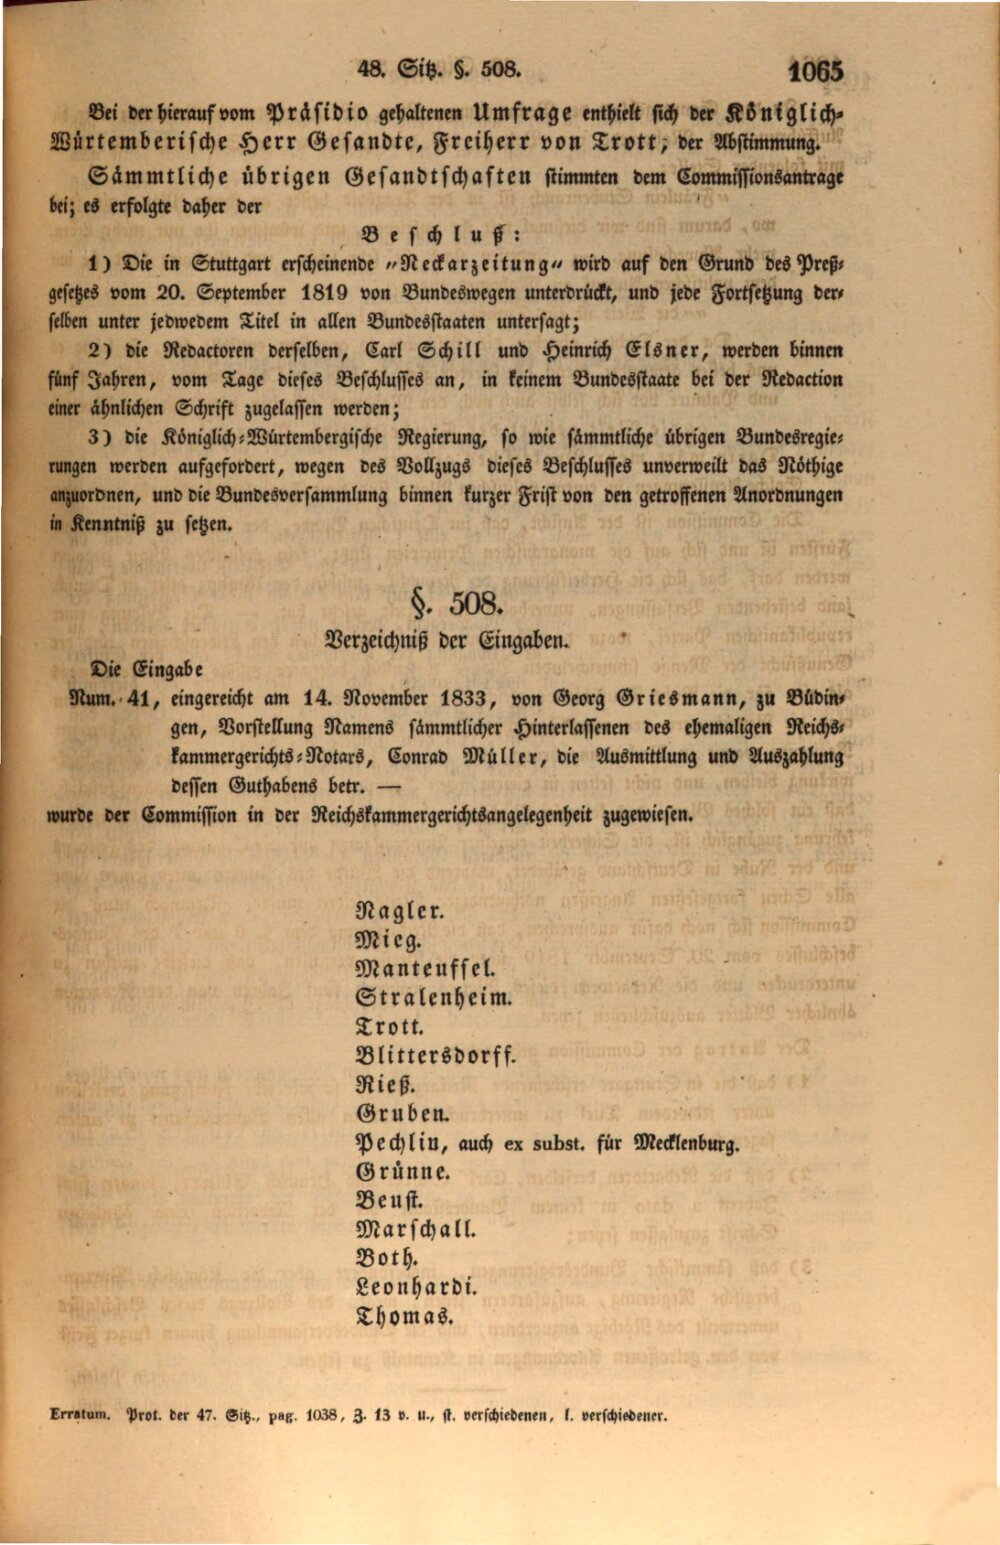 48. Sitz. §. 508.
1065
Bei der hierauf vom Präsidio gehaltenen Umfrage enthielt sich der Königlich-
Würtemberische Herr Gesandte, Freiherr von Trott, der Abstimmung.
Sämmtliche übrigen Gesandtschaften stimmten dem Commissionsantrage
bei; es erfolgte daher der
Beschluß:
1) Die in Stuttgart erscheinende „Neckarzeitung“ wird auf den Grund des Preß-
gesetzes vom 20. September 1819 von Bundeswegen unterdrückt, und jede Fortsetzung der-
selben unter jedwedem Titel in allen Bundesstaaten untersagt;
2) die Redactoren derselben, Carl Schill und Heinrich Elsner, werden binnen
fünf Jahren, vom Tage dieses Beschlusses an, in keinem Bundesstaate bei der Redaction
einer ähnlichen Schrift zugelassen werden;
3) die Königlich-Würtembergische Regierung, so wie sämmtliche übrigen Bundesregie-
rungen werden aufgefordert, wegen des Vollzugs dieses Beschlusses unverweilt das Nöthige
anzuordnen, und die Bundesversammlung binnen kurzer Frist von den getroffenen Anordnungen
in Kenntniß zu setzen.
§. 508.
Verzeichniß der Eingaben.
Die Eingabe
Num. 41, eingereicht am 14. November 1833, von Georg Griesmann, zu Büdin-
gen, Vorstellung Namens sämmtlicher Hinterlassenen des ehemaligen Reichs-
kammergerichts-Notars, Conrad Müller, die Ausmittlung und Auszahlung
dessen Guthabens betr. —
wurde der Commission in der Reichskammergerichtsangelegenheit zugewiesen.
Nagler.
Mieg.
Manteuffel.
Stralenheim.
Trott.
Blittersdorff.
Rieß.
Gruben.
Pechlin, auch ex subst. für Mecklenburg.
Grünne.
Beust.
Marschall.
Both.
Leonhardi.
Thomas.
Erratum. Prot. der 47. Sitz., pag. 1038, Z. 13 v. u., st. verschiedenen, l. verschiedener.